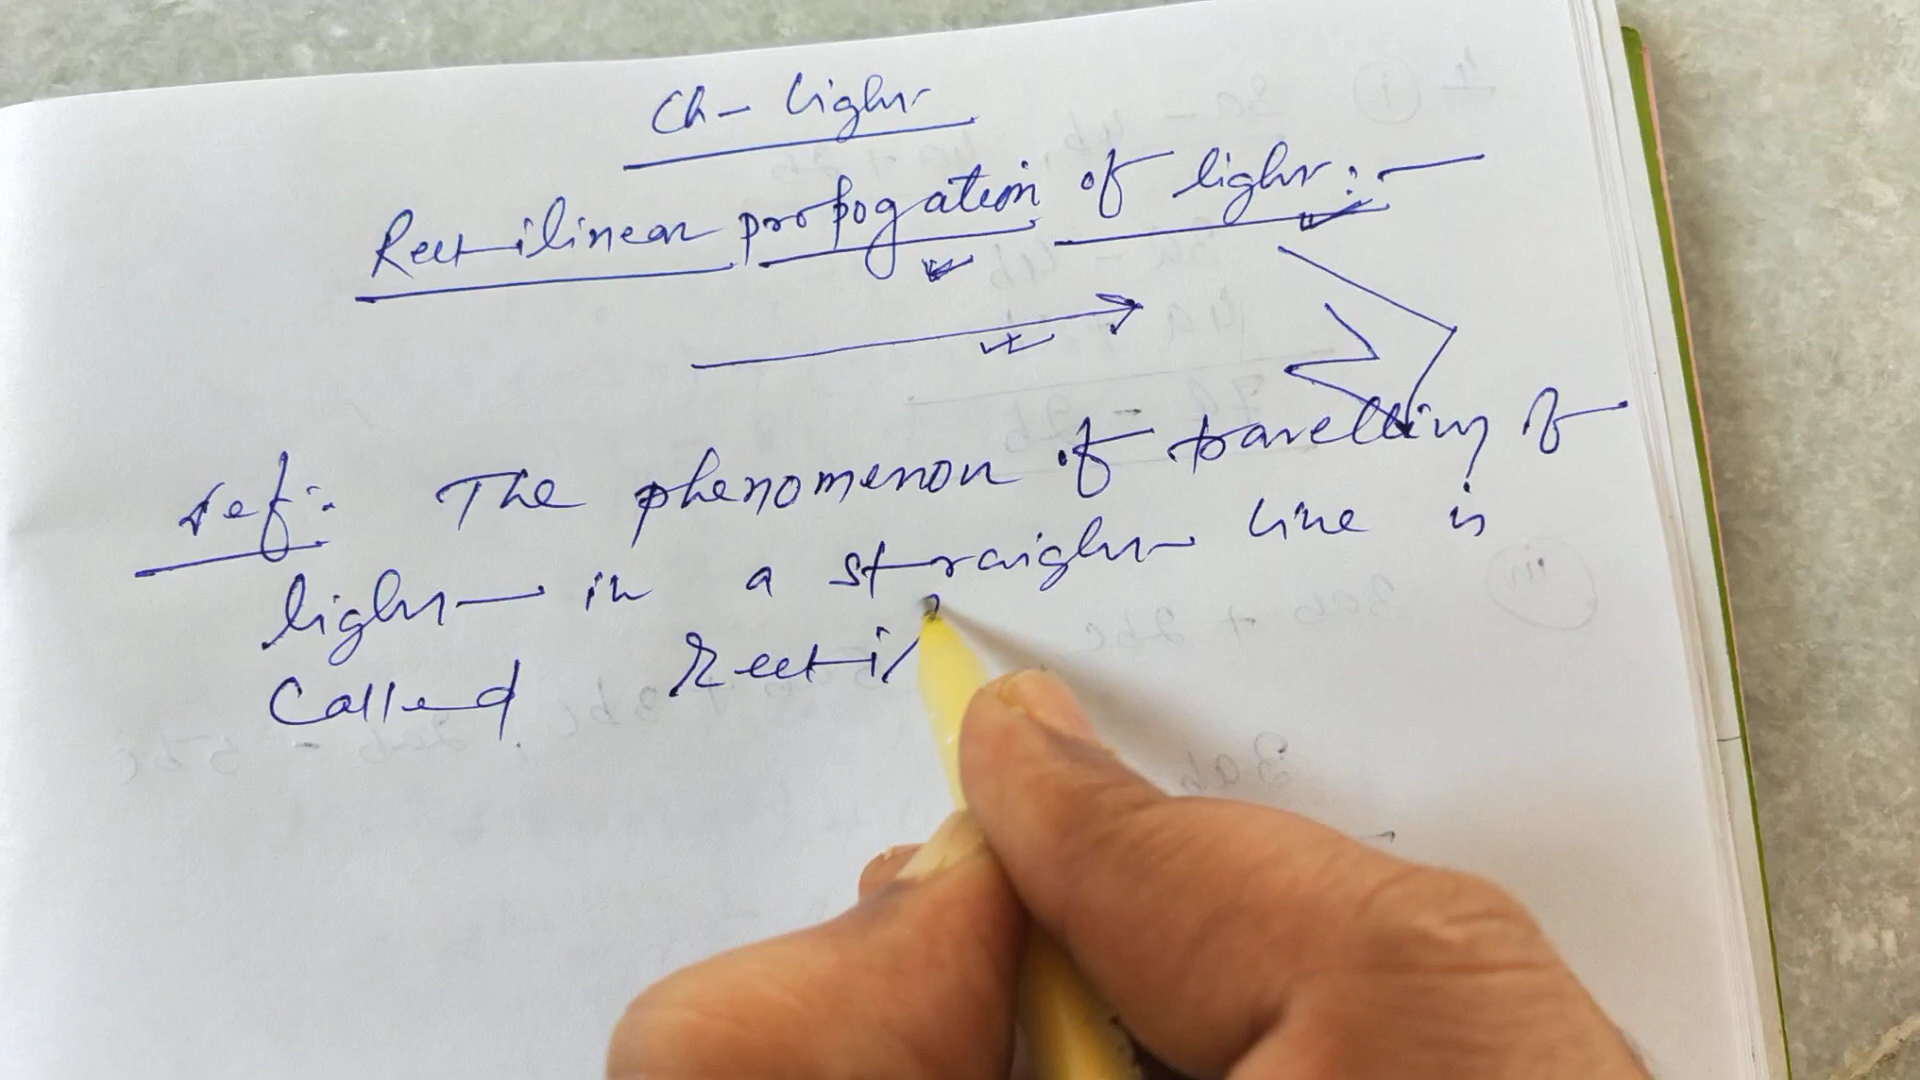 Ch- Light
Rectilinear propogation of light :-
def :- The phenomenon of travelling of
light in a straight line is
Called Recti